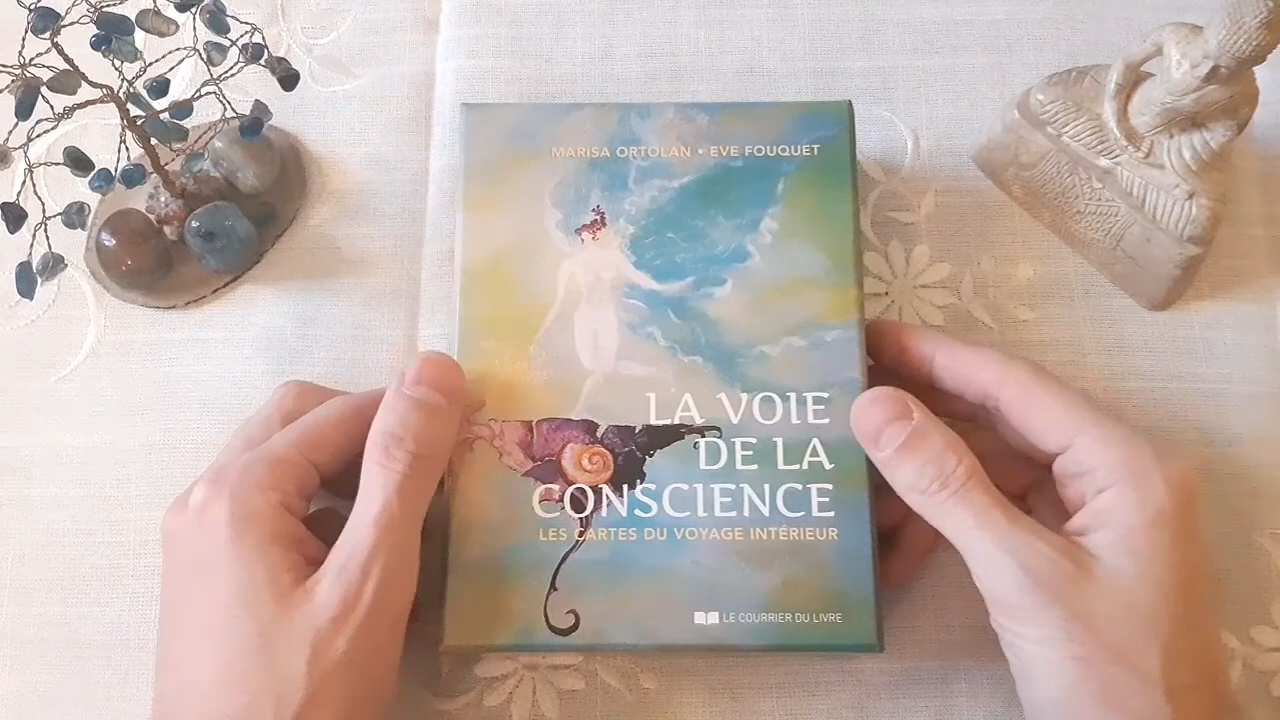 MARISA ORTOLAN • EVE FOUQUET
LA VOIE
DE LA
CONSCIENCE
LES CARTES DU VOYAGE INTÉRIEUR
LE COURRIER DU LIVRE